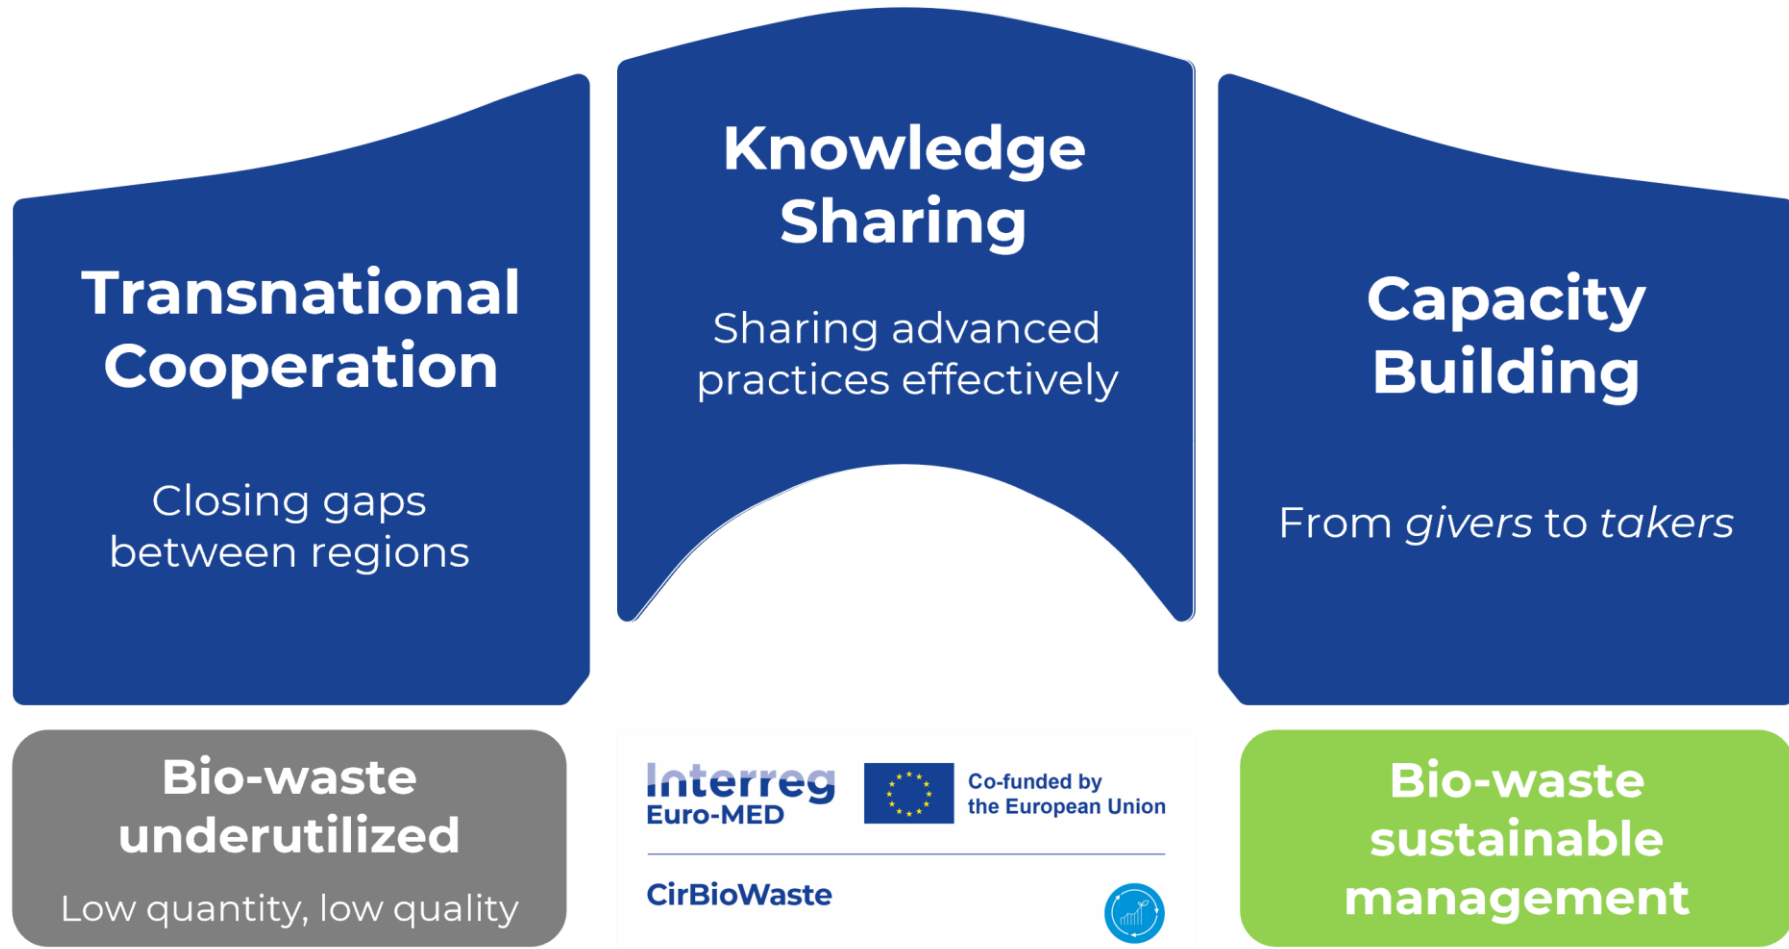 Transnational
Cooperation
Closing gaps
between regions
Knowledge
Sharing
Sharing advanced
practices effectively
Capacity
Building
From givers to takers
Bio-waste
underutilized
Low quantity, low quality
Interreg
Euro-MED
Co-funded by
the European Union
CirBioWaste
Bio-waste
sustainable
management